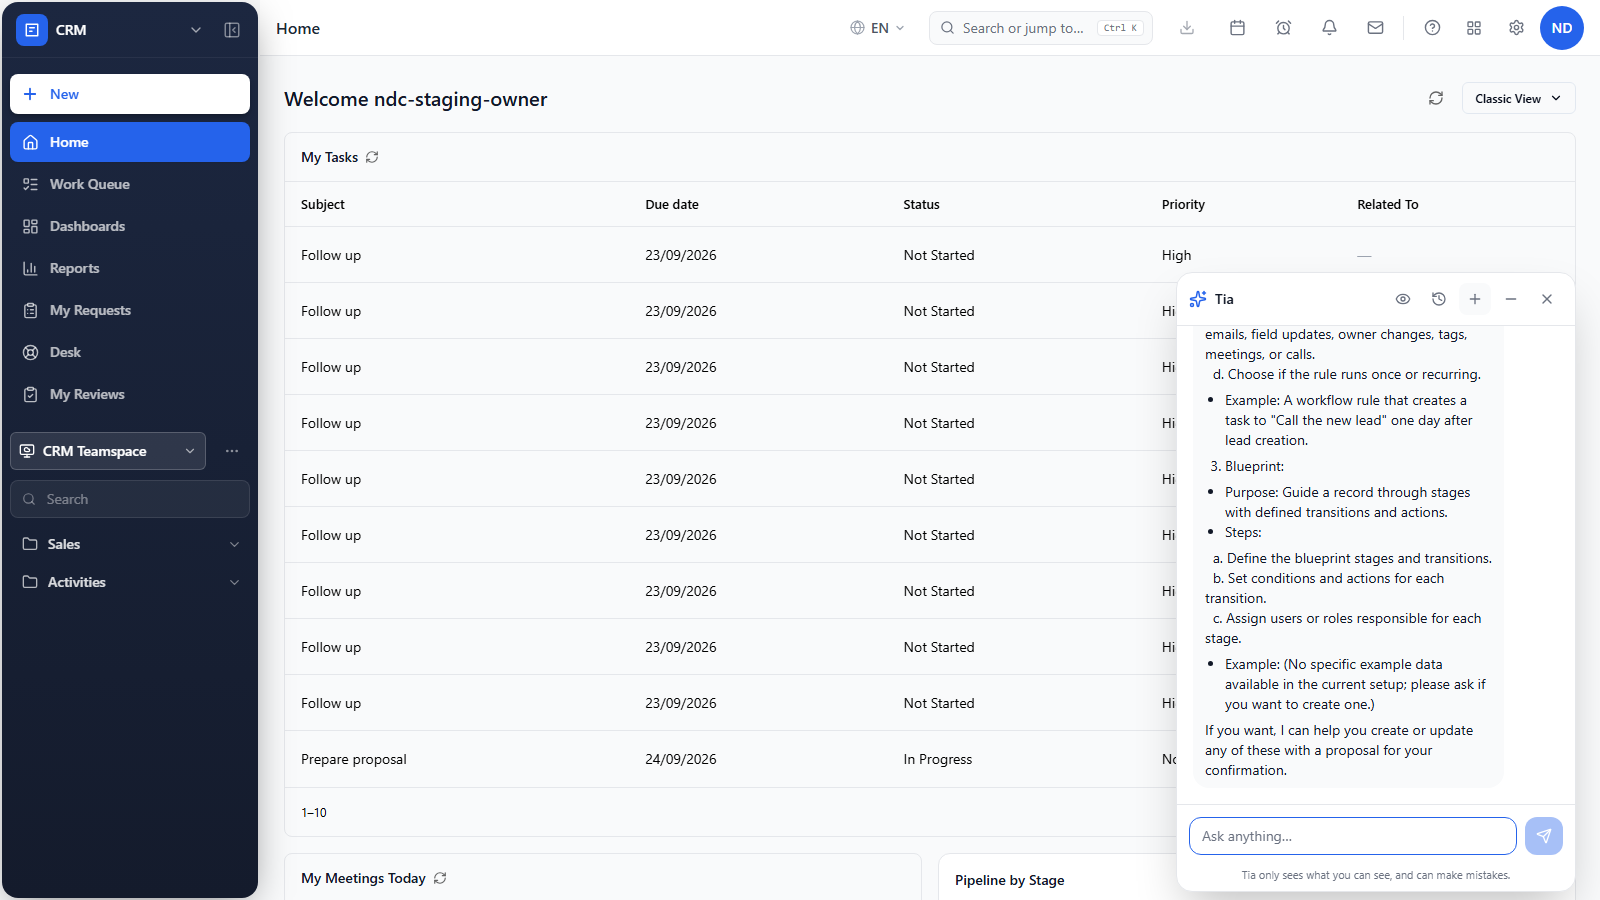 CRM
Home
EN
Search or jump to...
Ctrl K
ND
New
Home
Work Queue
Dashboards
Reports
My Requests
Desk
My Reviews
CRM Teamspace
Search
Sales
Activities
Welcome ndc-staging-owner
Classic View
My Tasks
Subject Due date Status Priority Related To
Follow up 23/09/2026 Not Started High —
Follow up 23/09/2026 Not Started Hi
Follow up 23/09/2026 Not Started Hi
Follow up 23/09/2026 Not Started Hi
Follow up 23/09/2026 Not Started Hi
Follow up 23/09/2026 Not Started Hi
Follow up 23/09/2026 Not Started Hi
Follow up 23/09/2026 Not Started Hi
Follow up 23/09/2026 Not Started Hi
Prepare proposal 24/09/2026 In Progress No
1–10
My Meetings Today
Pipeline by Stage
Tia
emails, field updates, owner changes, tags,
meetings, or calls.
d. Choose if the rule runs once or recurring.
• Example: A workflow rule that creates a
task to "Call the new lead" one day after
lead creation.
3. Blueprint:
• Purpose: Guide a record through stages
with defined transitions and actions.
• Steps:
a. Define the blueprint stages and transitions.
b. Set conditions and actions for each
transition.
c. Assign users or roles responsible for each
stage.
• Example: (No specific example data
available in the current setup; please ask if
you want to create one.)
If you want, I can help you create or update
any of these with a proposal for your
confirmation.
Ask anything...
Tia only sees what you can see, and can make mistakes.